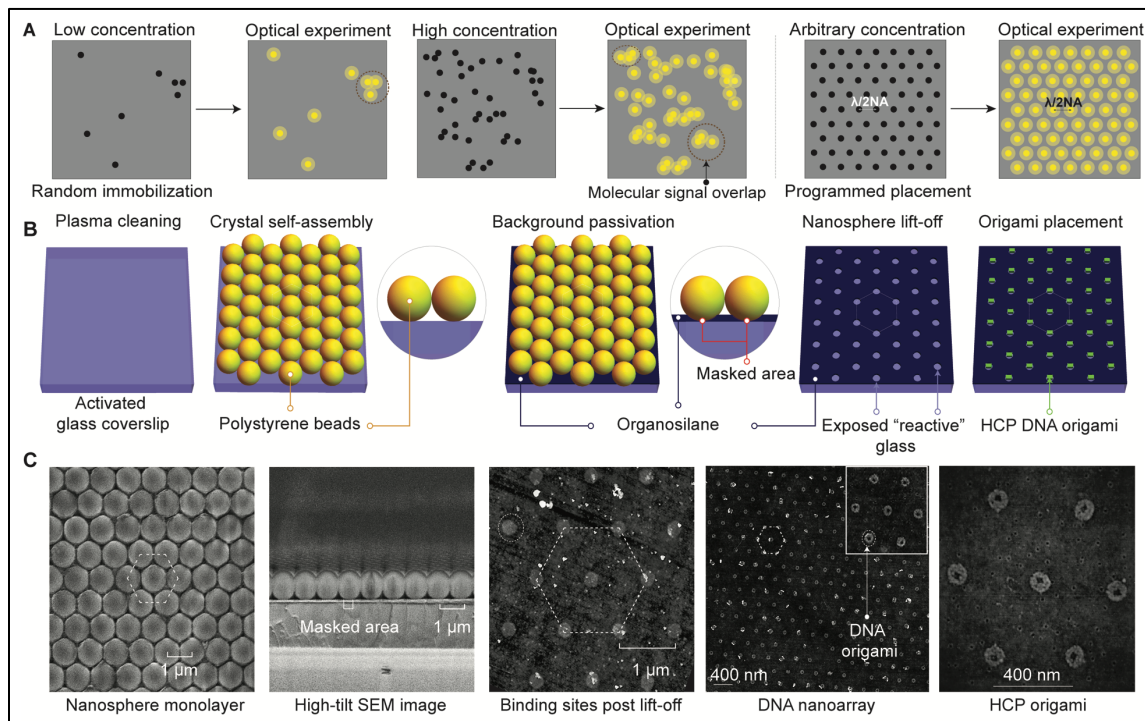 A
Low concentration
Optical experiment
High concentration
Optical experiment
Arbitrary concentration
Optical experiment
λ/2NA
λ/2NA
Random immobilization
Molecular signal overlap
Programmed placement
B
Plasma cleaning
Crystal self-assembly
Background passivation
Nanosphere lift-off
Origami placement
Masked area
Activated
glass coverslip
Polystyrene beads
Organosilane
Exposed “reactive”
glass
HCP DNA origami
C
Masked area
1 μm
1 μm
1 μm
DNA
origami
400 nm
400 nm
Nanosphere monolayer
High-tilt SEM image
Binding sites post lift-off
DNA nanoarray
HCP origami